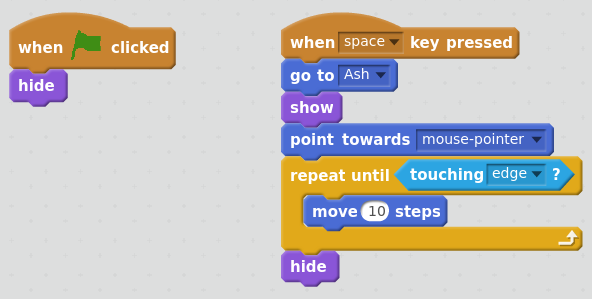 when clicked
hide
when space key pressed
go to Ash
show
point towards mouse-pointer
repeat until touching edge ?
move 10 steps
hide